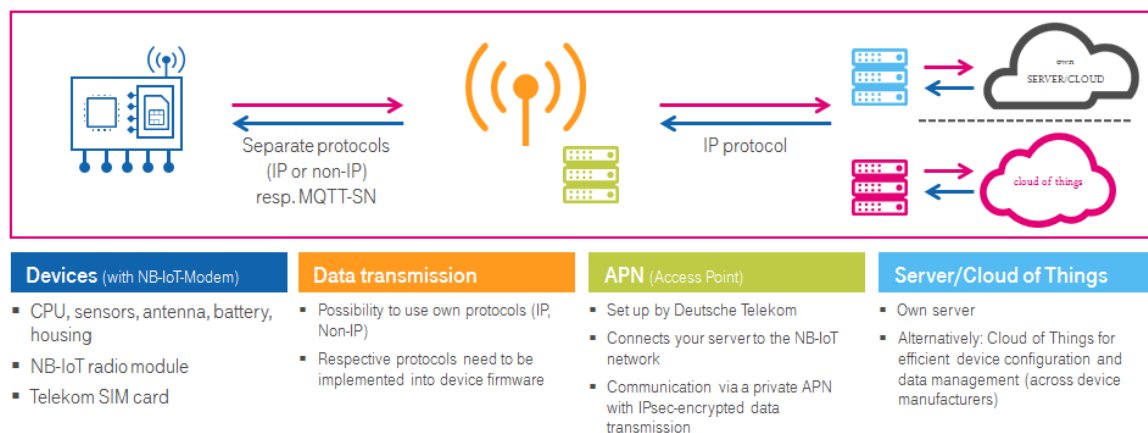 own
SERVER/CLOUD
Separate protocols
(IP or non-IP)
resp. MQTT-SN
IP protocol
cloud of things
Devices (with NB-IoT-Modem)
▪ CPU, sensors, antenna, battery,
housing
▪ NB-IoT radio module
▪ Telekom SIM card
Data transmission
▪ Possibility to use own protocols (IP,
Non-IP)
▪ Respective protocols need to be
implemented into device firmware
APN (Access Point)
▪ Set up by Deutsche Telekom
▪ Connects your server to the NB-IoT
network
▪ Communication via a private APN
with IPsec-encrypted data
transmission
Server/Cloud of Things
▪ Own server
▪ Alternatively: Cloud of Things for
efficient device configuration and
data management (across device
manufacturers)